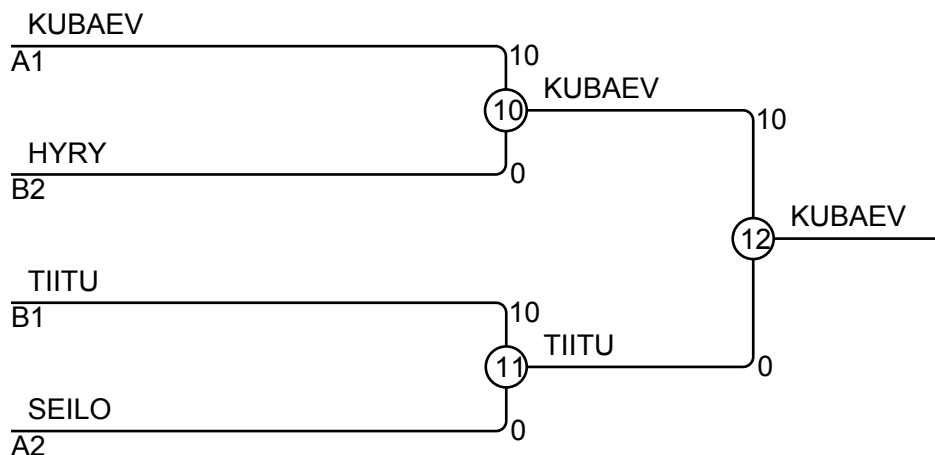 KUBAEV
A1
10
10
KUBAEV
10
HYRY
B2
0
12
KUBAEV
TIITU
B1
10
11
TIITU
0
SEILO
A2
0